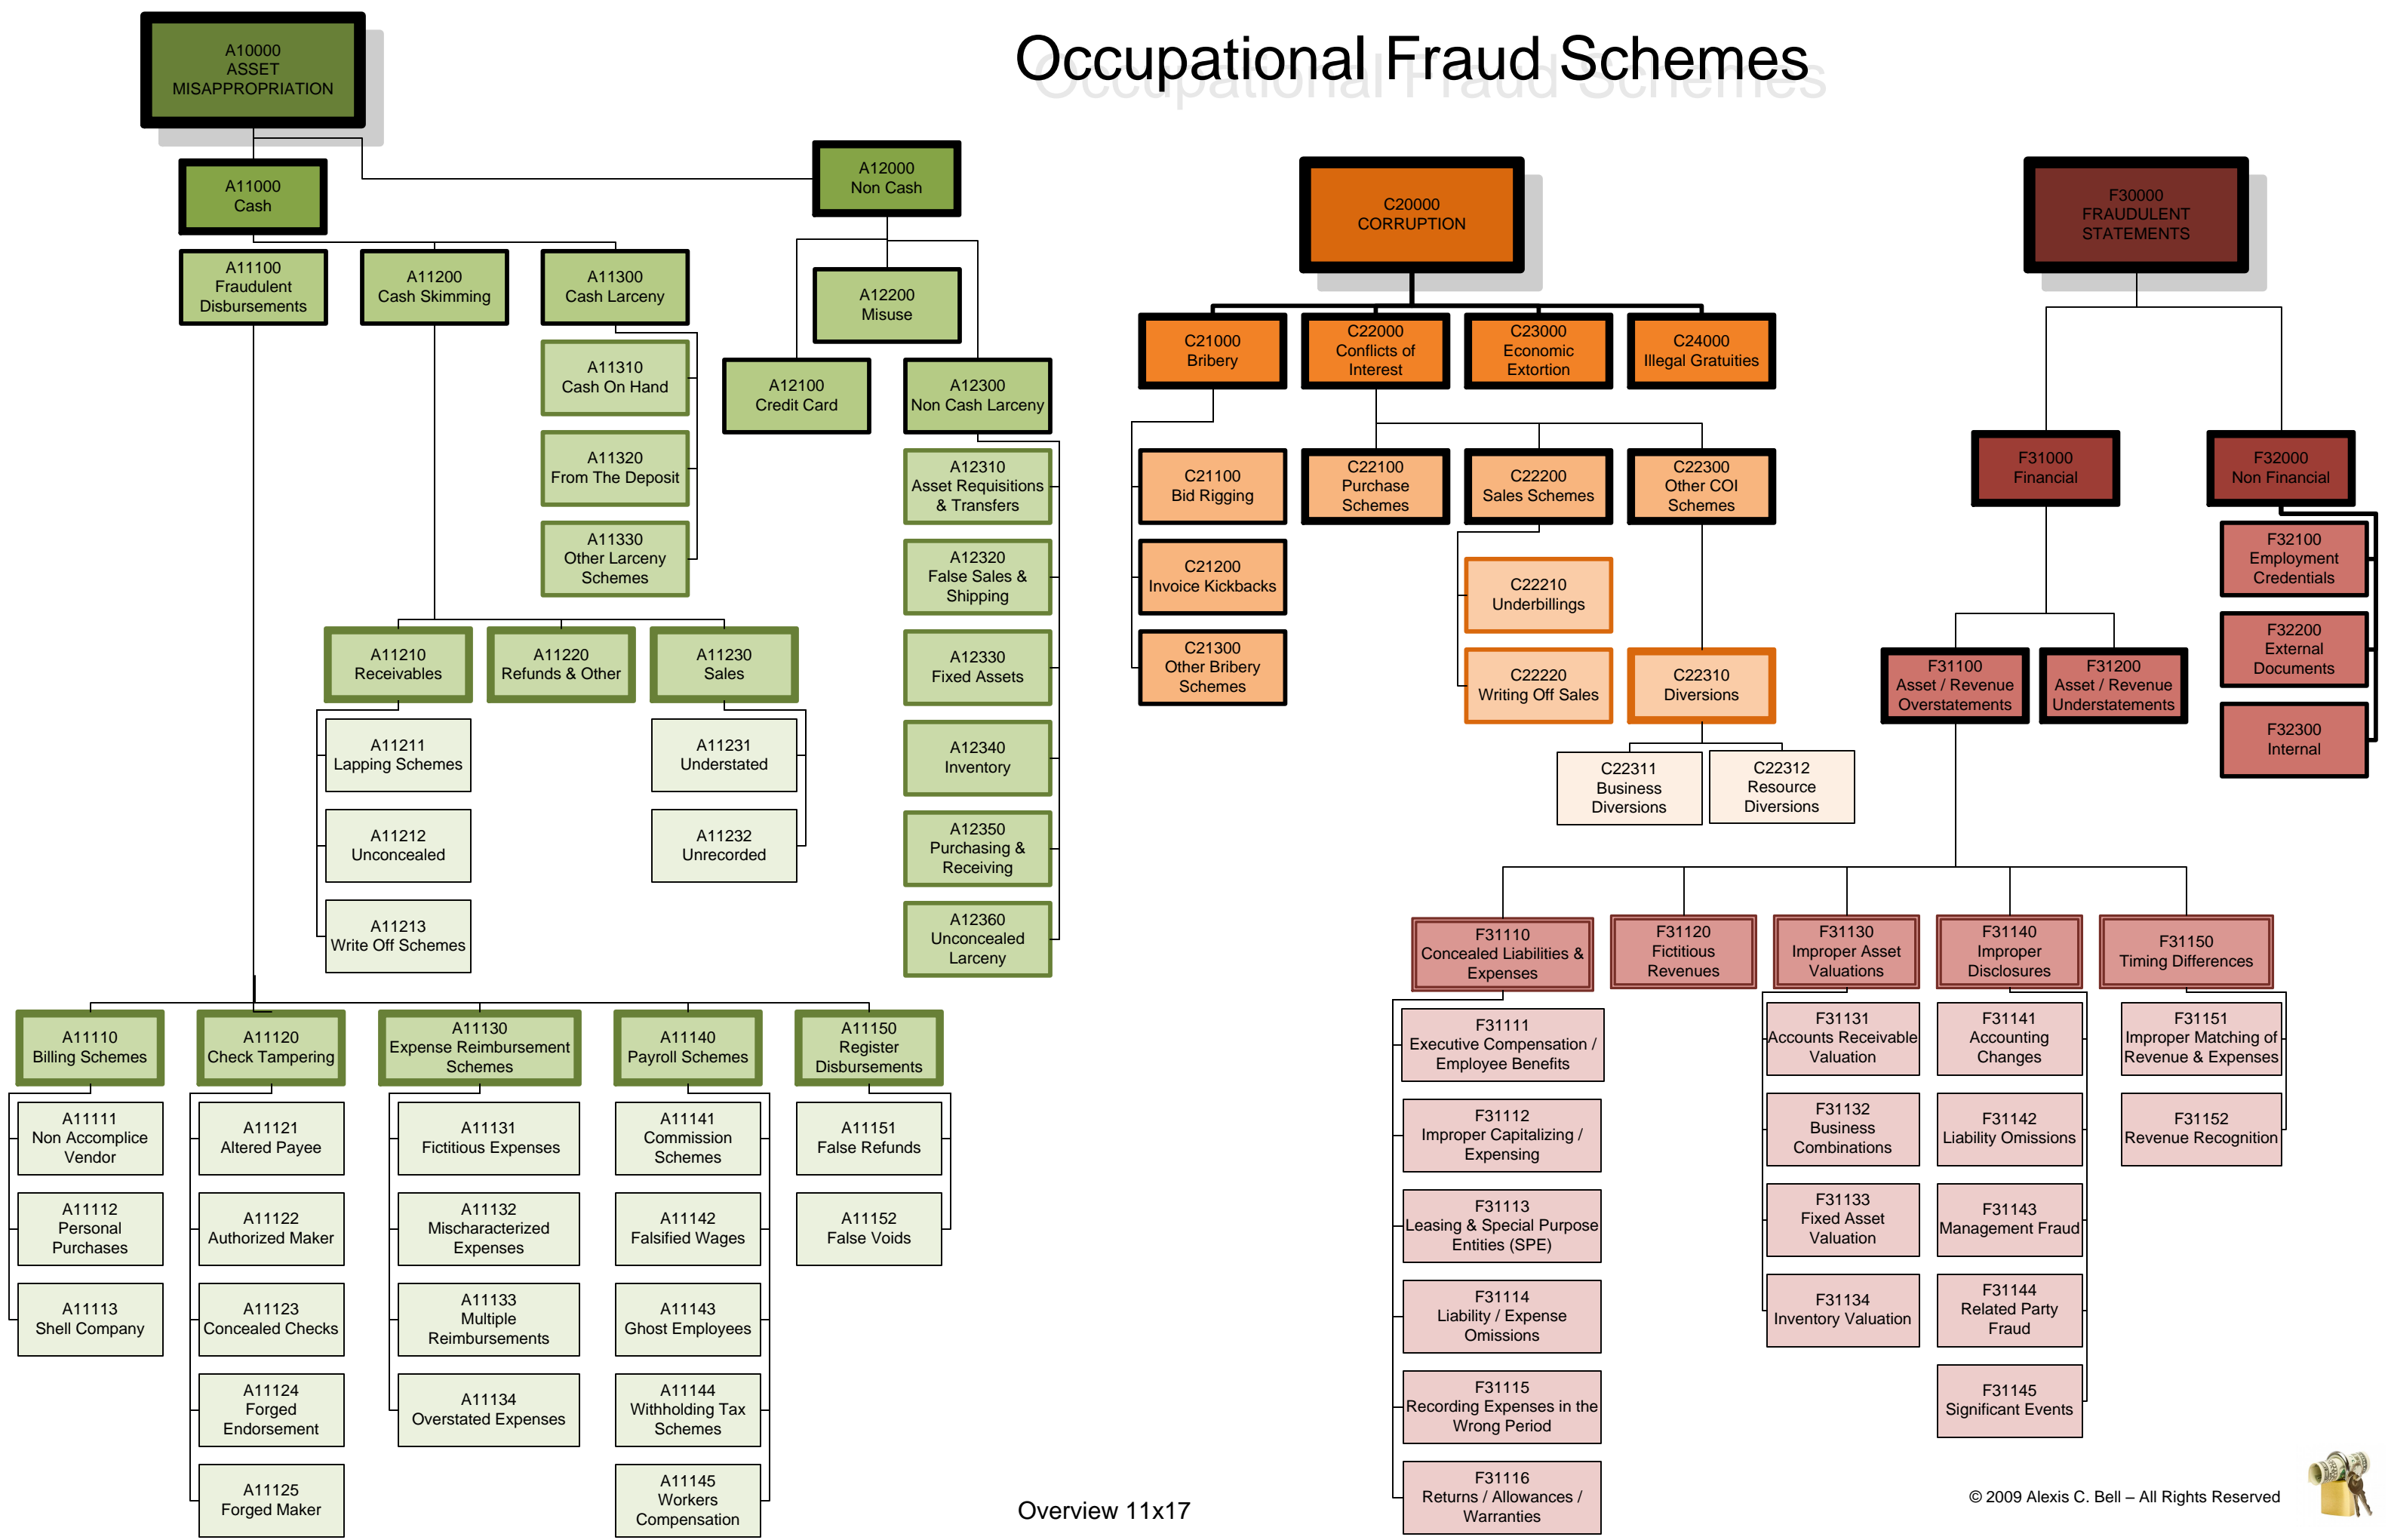 Occupational Fraud Schemes
A10000
ASSET
MISAPPROPRIATION
A11000
Cash
A12000
Non Cash
A11100
Fraudulent
Disbursements
A11200
Cash Skimming
A11300
Cash Larceny
A11310
Cash On Hand
A11320
From The Deposit
A11330
Other Larceny
Schemes
A12200
Misuse
A12100
Credit Card
A12300
Non Cash Larceny
A12310
Asset Requisitions
& Transfers
A12320
False Sales &
Shipping
A12330
Fixed Assets
A12340
Inventory
A12350
Purchasing &
Receiving
A12360
Unconcealed
Larceny
A11210
Receivables
A11220
Refunds & Other
A11230
Sales
A11211
Lapping Schemes
A11212
Unconcealed
A11213
Write Off Schemes
A11231
Understated
A11232
Unrecorded
A11110
Billing Schemes
A11120
Check Tampering
A11130
Expense Reimbursement
Schemes
A11140
Payroll Schemes
A11150
Register
Disbursements
A11111
Non Accomplice
Vendor
A11112
Personal
Purchases
A11113
Shell Company
A11121
Altered Payee
A11122
Authorized Maker
A11123
Concealed Checks
A11124
Forged
Endorsement
A11125
Forged Maker
A11131
Fictitious Expenses
A11132
Mischaracterized
Expenses
A11133
Multiple
Reimbursements
A11134
Overstated Expenses
A11141
Commission
Schemes
A11142
Falsified Wages
A11143
Ghost Employees
A11144
Withholding Tax
Schemes
A11145
Workers
Compensation
A11151
False Refunds
A11152
False Voids
C20000
CORRUPTION
C21000
Bribery
C22000
Conflicts of
Interest
C23000
Economic
Extortion
C24000
Illegal Gratuities
C21100
Bid Rigging
C21200
Invoice Kickbacks
C21300
Other Bribery
Schemes
C22100
Purchase
Schemes
C22200
Sales Schemes
C22300
Other COI
Schemes
C22210
Underbillings
C22220
Writing Off Sales
C22310
Diversions
C22311
Business
Diversions
C22312
Resource
Diversions
F30000
FRAUDULENT
STATEMENTS
F31000
Financial
F32000
Non Financial
F32100
Employment
Credentials
F32200
External
Documents
F32300
Internal
F31100
Asset / Revenue
Overstatements
F31200
Asset / Revenue
Understatements
F31110
Concealed Liabilities &
Expenses
F31120
Fictitious
Revenues
F31130
Improper Asset
Valuations
F31140
Improper
Disclosures
F31150
Timing Differences
F31111
Executive Compensation /
Employee Benefits
F31112
Improper Capitalizing /
Expensing
F31113
Leasing & Special Purpose
Entities (SPE)
F31114
Liability / Expense
Omissions
F31115
Recording Expenses in the
Wrong Period
F31116
Returns / Allowances /
Warranties
F31131
Accounts Receivable
Valuation
F31132
Business
Combinations
F31133
Fixed Asset
Valuation
F31134
Inventory Valuation
F31141
Accounting
Changes
F31142
Liability Omissions
F31143
Management Fraud
F31144
Related Party
Fraud
F31145
Significant Events
F31151
Improper Matching of
Revenue & Expenses
F31152
Revenue Recognition
Overview 11x17
© 2009 Alexis C. Bell – All Rights Reserved